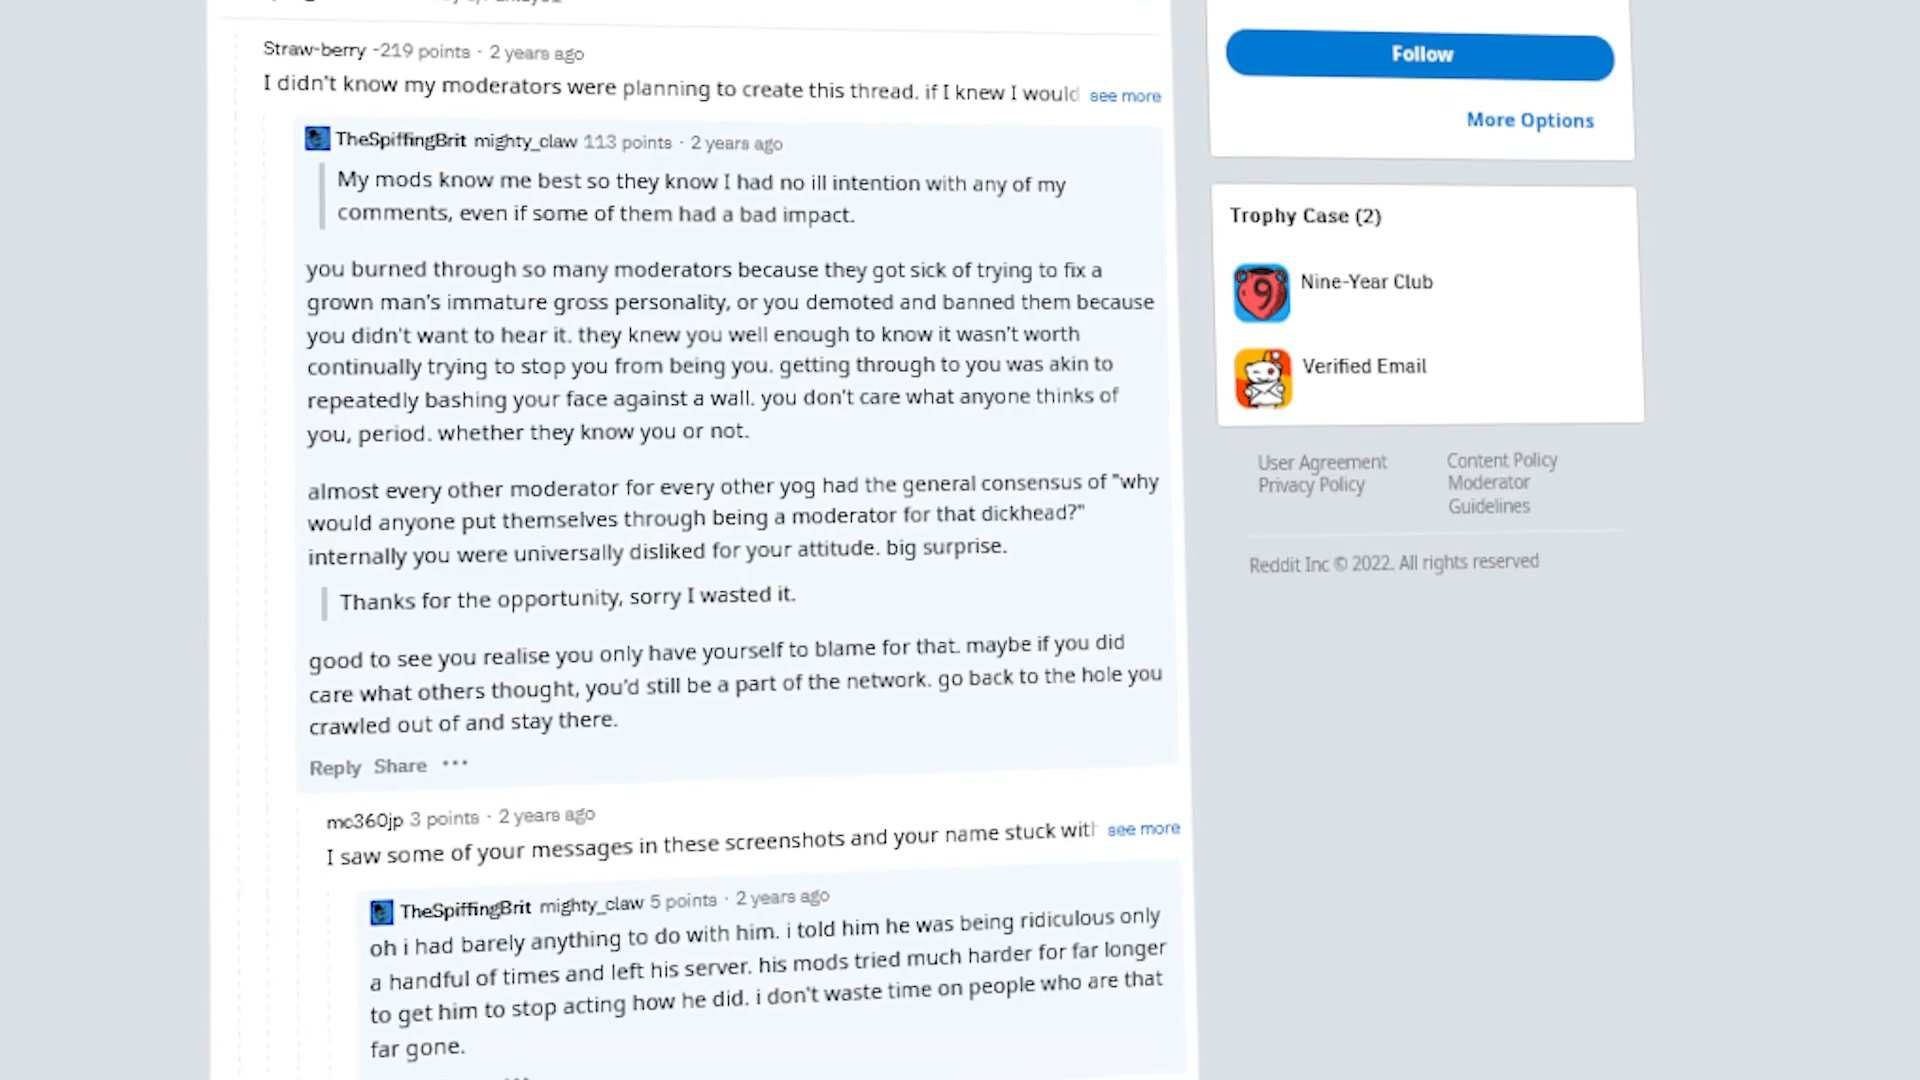 Straw-berry -219 points · 2 years ago
I didn't know my moderators were planning to create this thread. if I knew I would see more
TheSpiffingBrit mighty_claw 113 points · 2 years ago
My mods know me best so they know I had no ill intention with any of my
comments, even if some of them had a bad impact.
you burned through so many moderators because they got sick of trying to fix a
grown man's immature gross personality, or you demoted and banned them because
you didn't want to hear it. they knew you well enough to know it wasn't worth
continually trying to stop you from being you. getting through to you was akin to
repeatedly bashing your face against a wall. you don't care what anyone thinks of
you, period. whether they know you or not.
almost every other moderator for every other yog had the general consensus of "why
would anyone put themselves through being a moderator for that dickhead?"
internally you were universally disliked for your attitude. big surprise.
Thanks for the opportunity, sorry I wasted it.
good to see you realise you only have yourself to blame for that. maybe if you did
care what others thought, you'd still be a part of the network. go back to the hole you
crawled out of and stay there.
Reply Share ···
mc360jp 3 points · 2 years ago
I saw some of your messages in these screenshots and your name stuck wit see more
TheSpiffingBrit mighty_claw 5 points · 2 years ago
oh i had barely anything to do with him. i told him he was being ridiculous only
a handful of times and left his server. his mods tried much harder for far longer
to get him to stop acting how he did. i don't waste time on people who are that
far gone.
Follow
More Options
Trophy Case (2)
9
Nine-Year Club
Verified Email
User Agreement
Privacy Policy
Content Policy
Moderator
Guidelines
Reddit Inc © 2022. All rights reserved